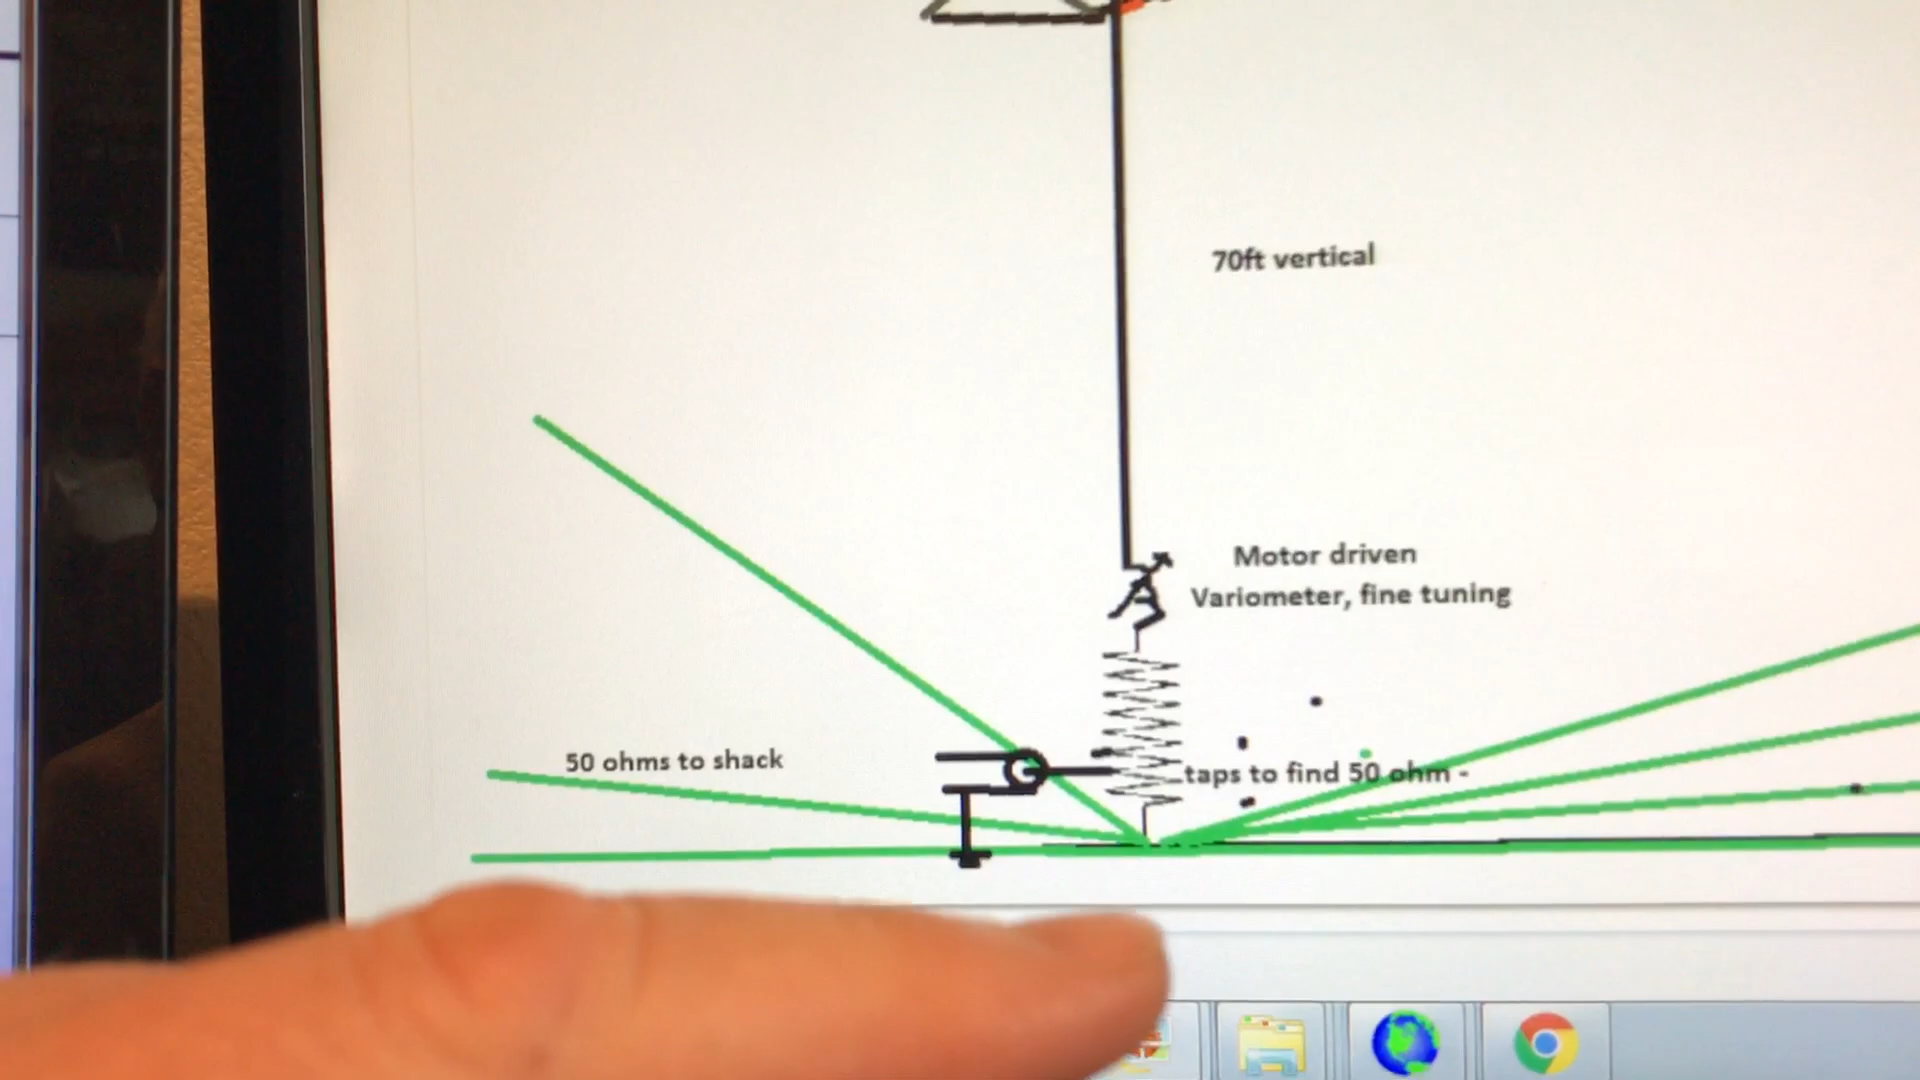 70ft vertical
Motor driven
Variometer, fine tuning
50 ohms to shack
taps to find 50 ohm -